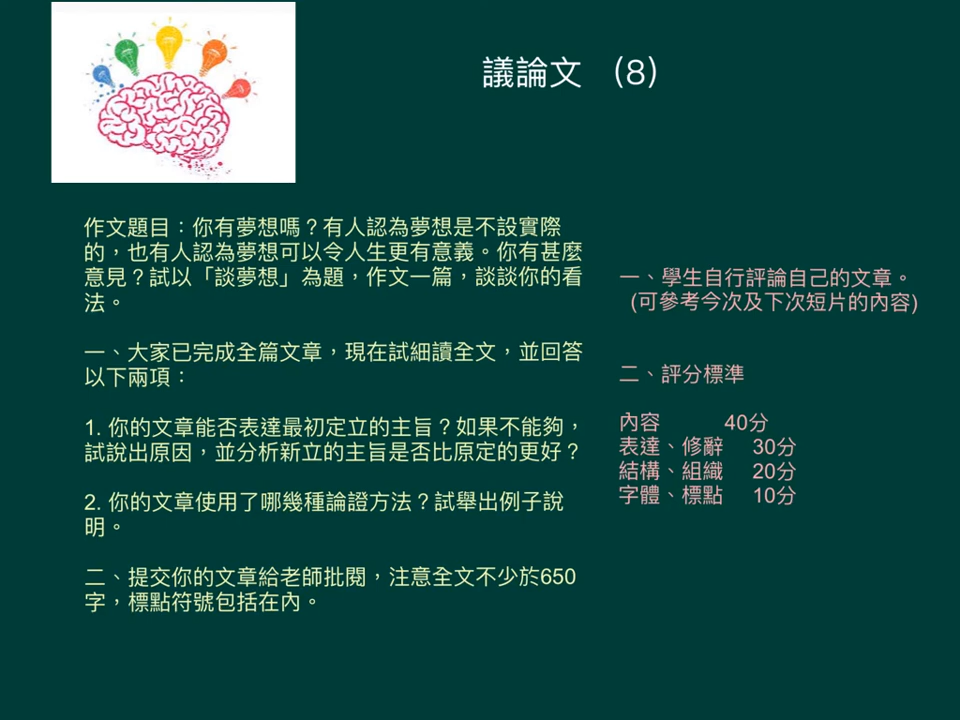 議論文 （8）
作文題目：你有夢想嗎？有人認為夢想是不設實際
的，也有人認為夢想可以令人生更有意義。你有甚麼
意見？試以「談夢想」為題，作文一篇，談談你的看
法。
一、大家已完成全篇文章，現在試細讀全文，並回答
以下兩項：
1. 你的文章能否表達最初定立的主旨？如果不能夠，
試說出原因，並分析新立的主旨是否比原定的更好？
2. 你的文章使用了哪幾種論證方法？試舉出例子說
明。
二、提交你的文章給老師批閱，注意全文不少於650
字，標點符號包括在內。
一、學生自行評論自己的文章。
(可參考今次及下次短片的內容)
二、評分標準
內容 40分
表達、修辭 30分
結構、組織 20分
字體、標點 10分